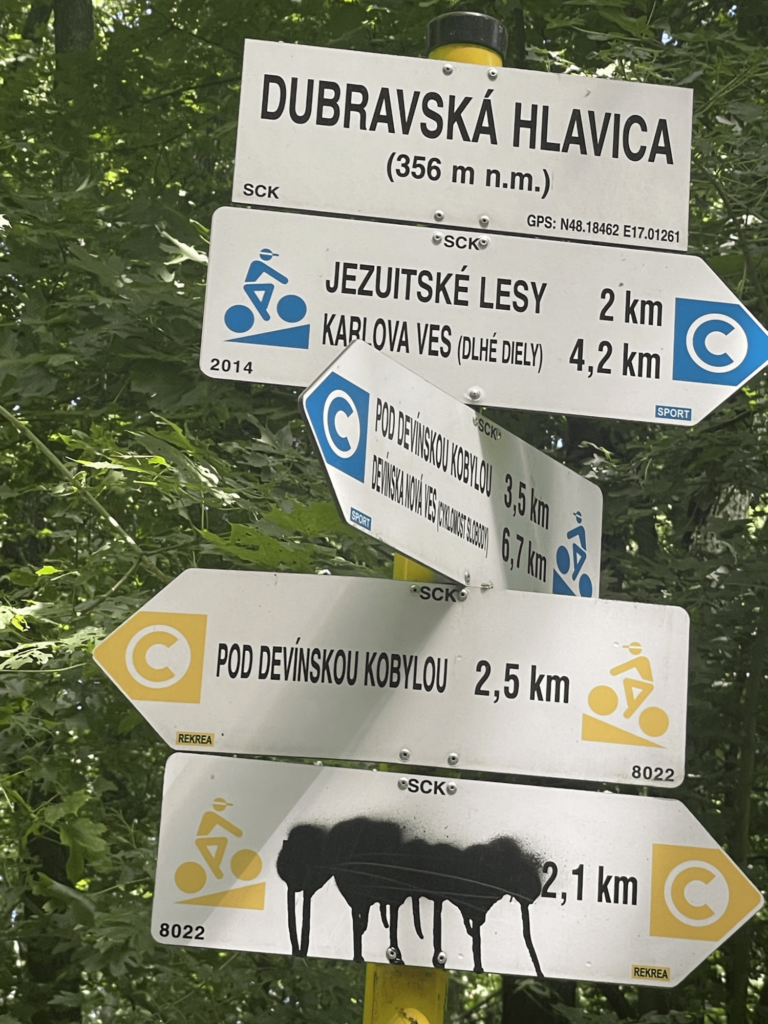 DUBRAVSKÁ HLAVICA
(356 m n.m.)
SCK
GPS: N48.18462 E17.01261
SCK
JEZUITSKÉ LESY 2 km
KARLOVA VES (DLHÉ DIELY) 4,2 km
C
2014
SPORT
SCK
C
POD DEVÍNSKOU KOBYLOU 3,5 km
DEVÍNSKA NOVÁ VES (CYKLOMOST SLOBODY) 6,7 km
SPORT
SCK
C
POD DEVÍNSKOU KOBYLOU 2,5 km
REKREA
8022
SCK
2,1 km
C
8022
REKREA